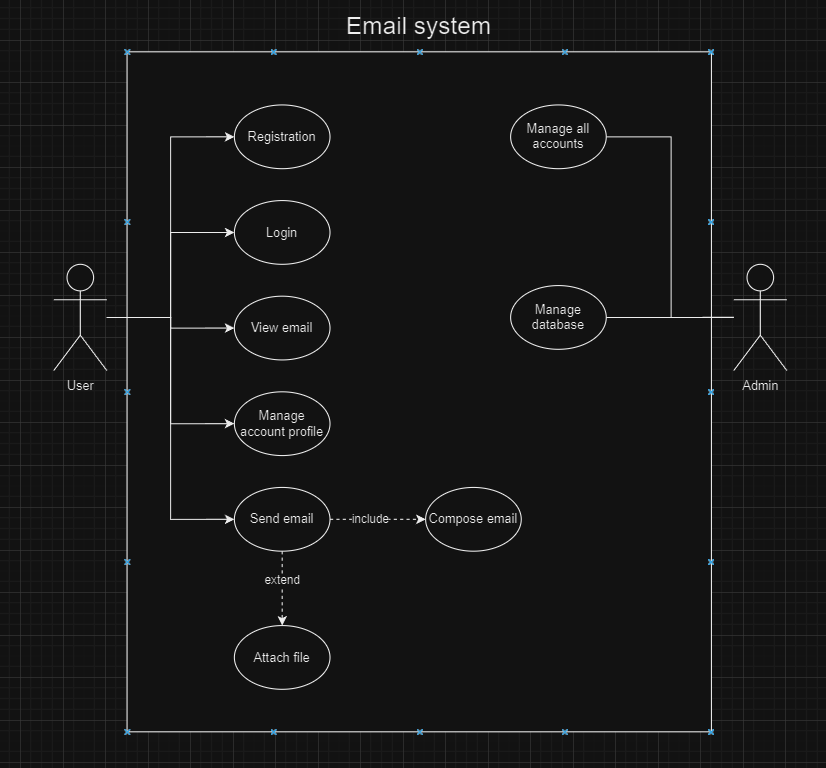 Email system
Registration
Manage all
accounts
Login
View email
Manage
database
User
Admin
Manage
account profile
Send email
include
Compose email
extend
Attach file